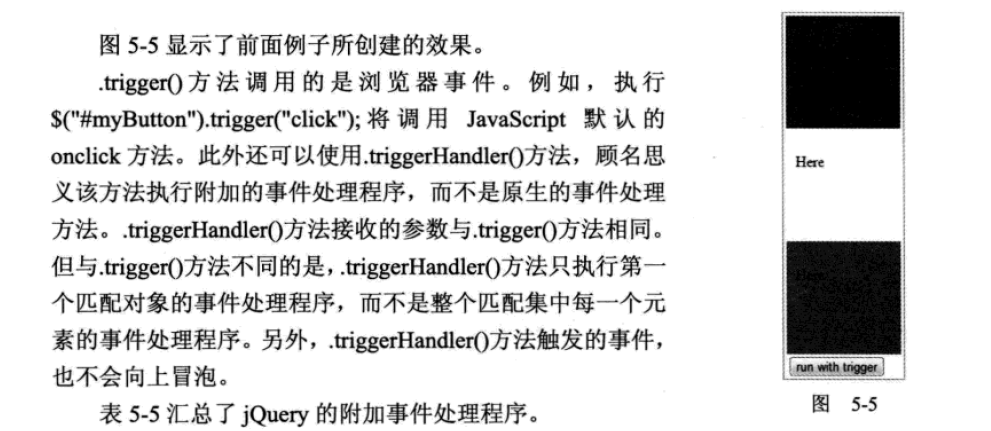 图 5-5 显示了前面例子所创建的效果。
.trigger()方法调用的是浏览器事件。例如，执行
$("#myButton").trigger("click");将调用 JavaScript 默认的
onclick 方法。此外还可以使用.triggerHandler()方法，顾名思
义该方法执行附加的事件处理程序，而不是原生的事件处理
方法。.triggerHandler()方法接收的参数与.trigger()方法相同。
但与.trigger()方法不同的是，.triggerHandler()方法只执行第一
个匹配对象的事件处理程序，而不是整个匹配集中每一个元
素的事件处理程序。另外，.triggerHandler()方法触发的事件，
也不会向上冒泡。
表 5-5 汇总了 jQuery 的附加事件处理程序。
Here
Here
run with trigger
图 5-5